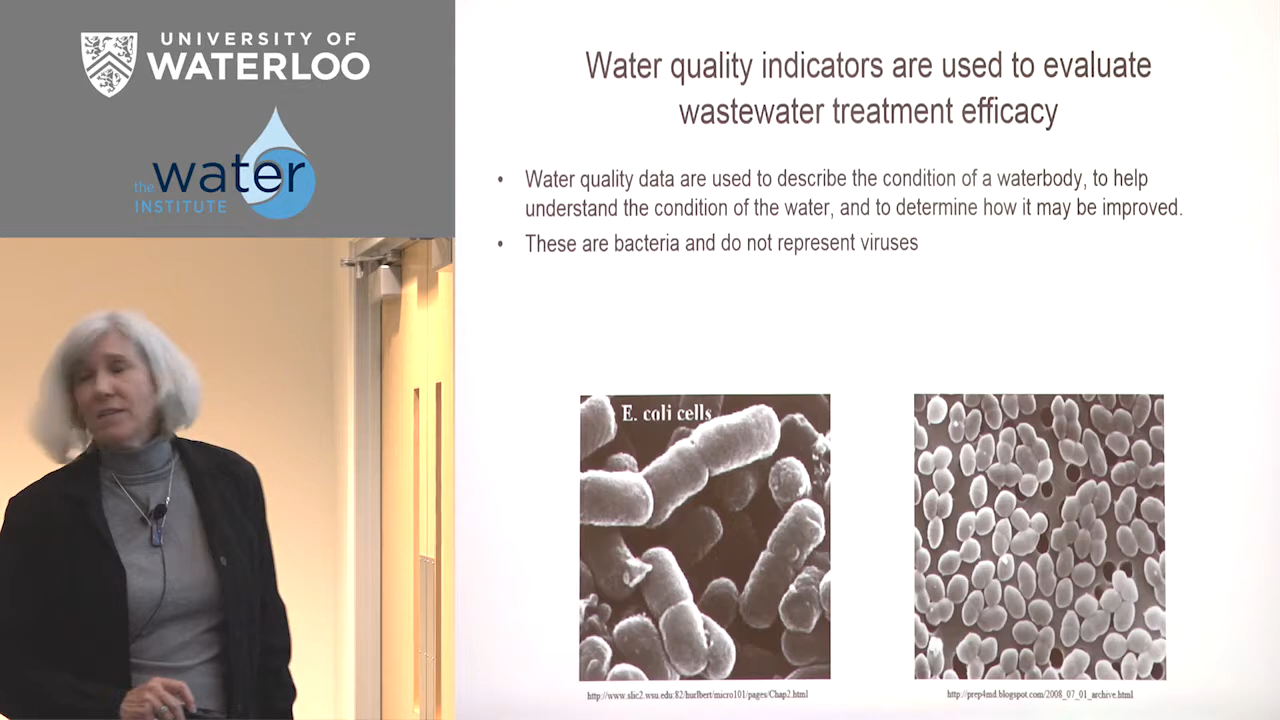 UNIVERSITY OF
WATERLOO
the water
INSTITUTE
Water quality indicators are used to evaluate
wastewater treatment efficacy
• Water quality data are used to describe the condition of a waterbody, to help
understand the condition of the water, and to determine how it may be improved.
• These are bacteria and do not represent viruses
E. coli cells
http://www.slic2.wsu.edu:82/hurlbert/micro101/pages/Chap2.html
http://prep4md.blogspot.com/2008_07_01_archive.html